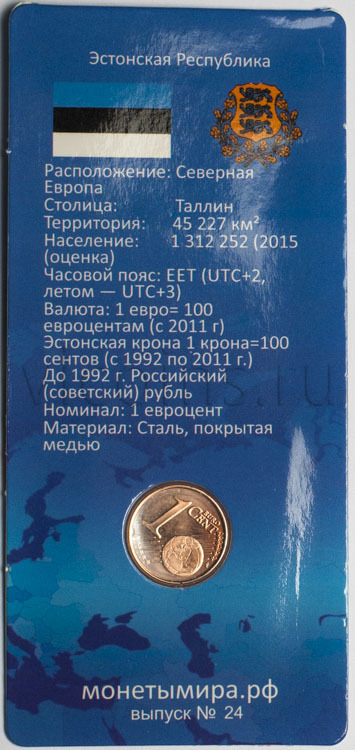 Эстонская Республика
Расположение: Северная
Европа
Столица: Таллин
Территория: 45 227 км²
Население: 1 312 252 (2015
(оценка)
Часовой пояс: EET (UTC+2,
летом — UTC+3)
Валюта: 1 евро= 100
евроцентам (с 2011 г)
Эстонская крона 1 крона=100
сентов (с 1992 по 2011 г.)
До 1992 г. Российский
(советский) рубль
Номинал: 1 евроцент
Материал: Сталь, покрытая
медью
1
EURO
CENT
монетымира.рф
выпуск № 24